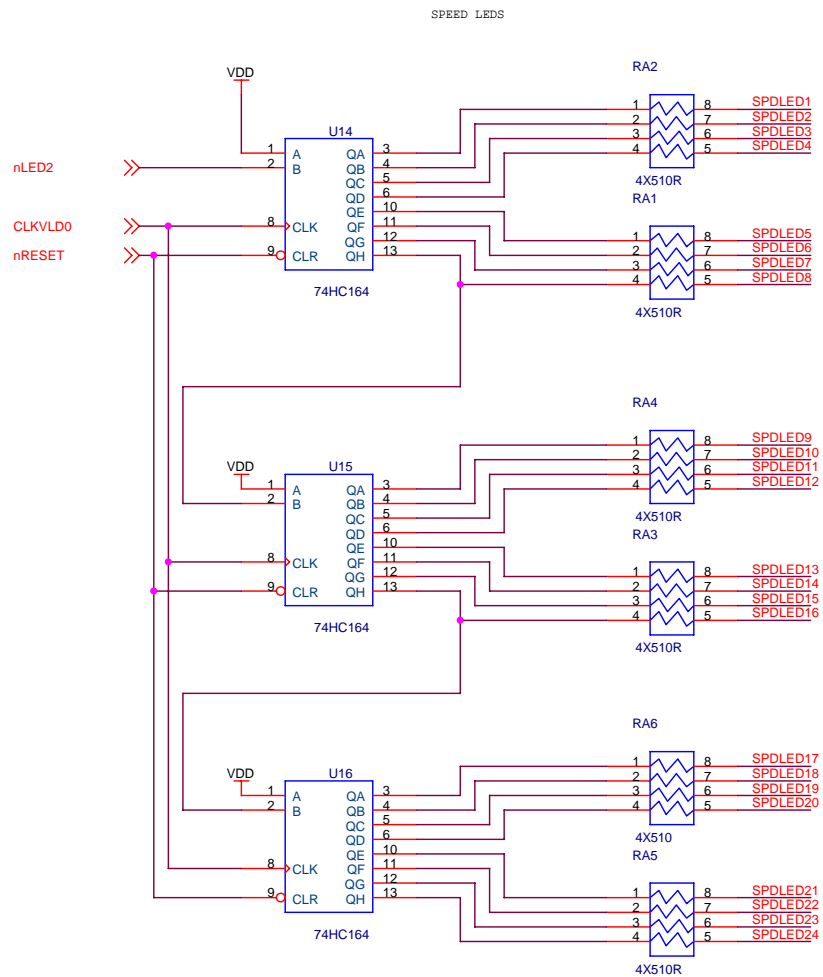 SPEED LEDS
RA2
VDD
U14
1 A QA 3
2 B QB 4
QC 5
QD 6
QE 10
8 CLK QF 11
QG 12
9 CLR QH 13
74HC164
nLED2
CLKVLD0
nRESET
1 8 SPDLED1
2 7 SPDLED2
3 6 SPDLED3
4 5 SPDLED4
4X510R
RA1
1 8 SPDLED5
2 7 SPDLED6
3 6 SPDLED7
4 5 SPDLED8
4X510R
RA4
VDD
U15
1 A QA 3
2 B QB 4
QC 5
QD 6
QE 10
8 CLK QF 11
QG 12
9 CLR QH 13
74HC164
1 8 SPDLED9
2 7 SPDLED10
3 6 SPDLED11
4 5 SPDLED12
4X510R
RA3
1 8 SPDLED13
2 7 SPDLED14
3 6 SPDLED15
4 5 SPDLED16
4X510R
RA6
VDD
U16
1 A QA 3
2 B QB 4
QC 5
QD 6
QE 10
8 CLK QF 11
QG 12
9 CLR QH 13
74HC164
1 8 SPDLED17
2 7 SPDLED18
3 6 SPDLED19
4 5 SPDLED20
4X510
RA5
1 8 SPDLED21
2 7 SPDLED22
3 6 SPDLED23
4 5 SPDLED24
4X510R